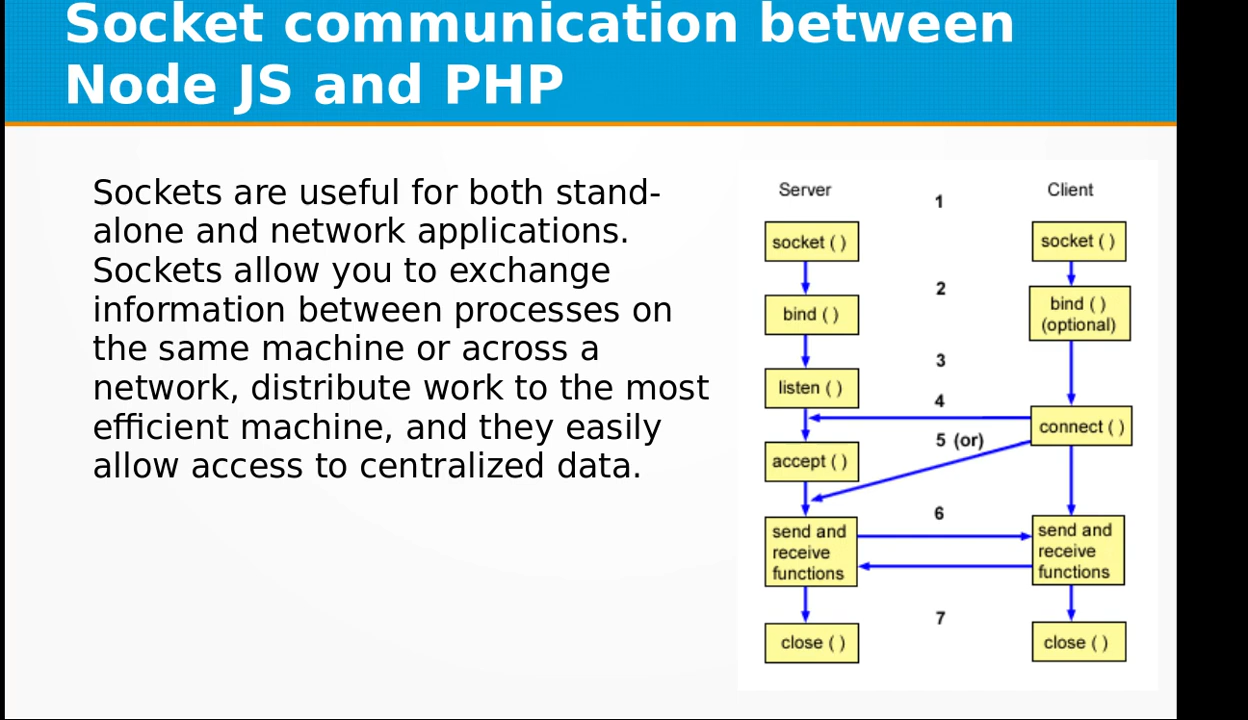 Socket communication between
Node JS and PHP
Sockets are useful for both stand-
alone and network applications.
Sockets allow you to exchange
information between processes on
the same machine or across a
network, distribute work to the most
efficient machine, and they easily
allow access to centralized data.
Server
1
Client
socket ( )
socket ( )
2
bind ( )
bind ( )
(optional)
3
listen ( )
4
connect ( )
5 (or)
accept ( )
6
send and
receive
functions
send and
receive
functions
7
close ( )
close ( )